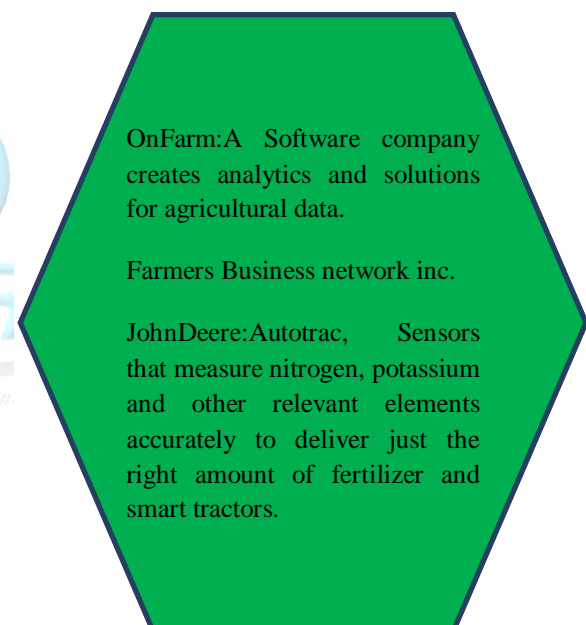 OnFarm:A Software company
creates analytics and solutions
for agricultural data.
Farmers Business network inc.
JohnDeere:Autotrac, Sensors
that measure nitrogen, potassium
and other relevant elements
accurately to deliver just the
right amount of fertilizer and
smart tractors.